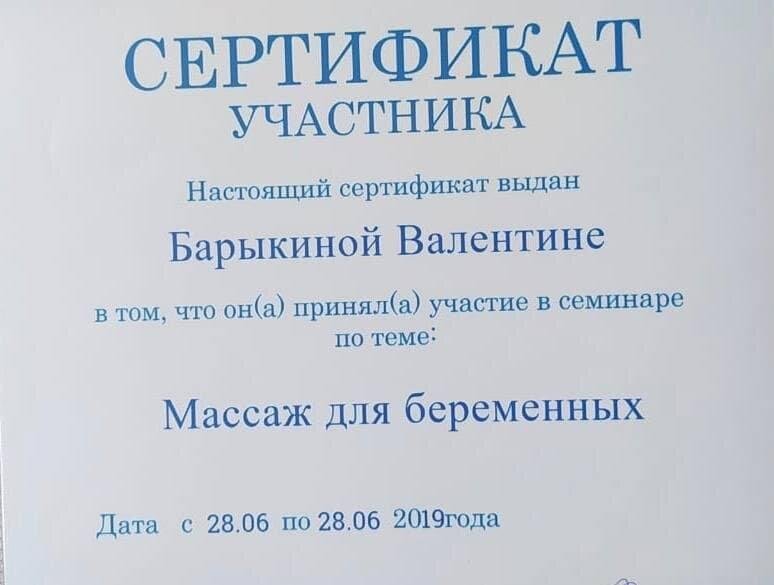 СЕРТИФИКАТ
УЧАСТНИКА
Настоящий сертификат выдан
Барыкиной Валентине
в том, что он(а) принял(а) участие в семинаре
по теме:
Массаж для беременных
Дата с 28.06 по 28.06 2019года